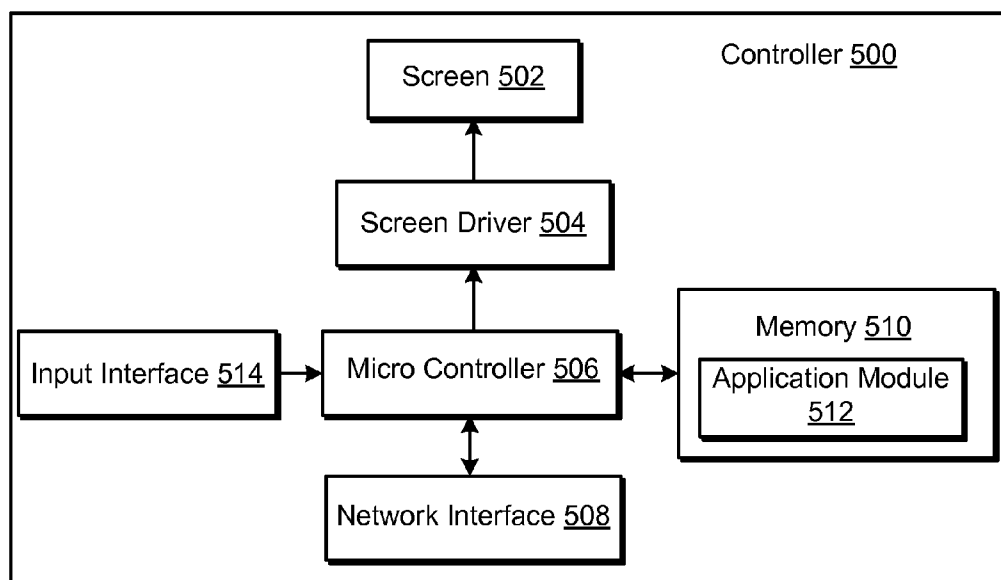 Controller 500
Screen 502
Screen Driver 504
Input Interface 514
Micro Controller 506
Memory 510
Application Module
512
Network Interface 508